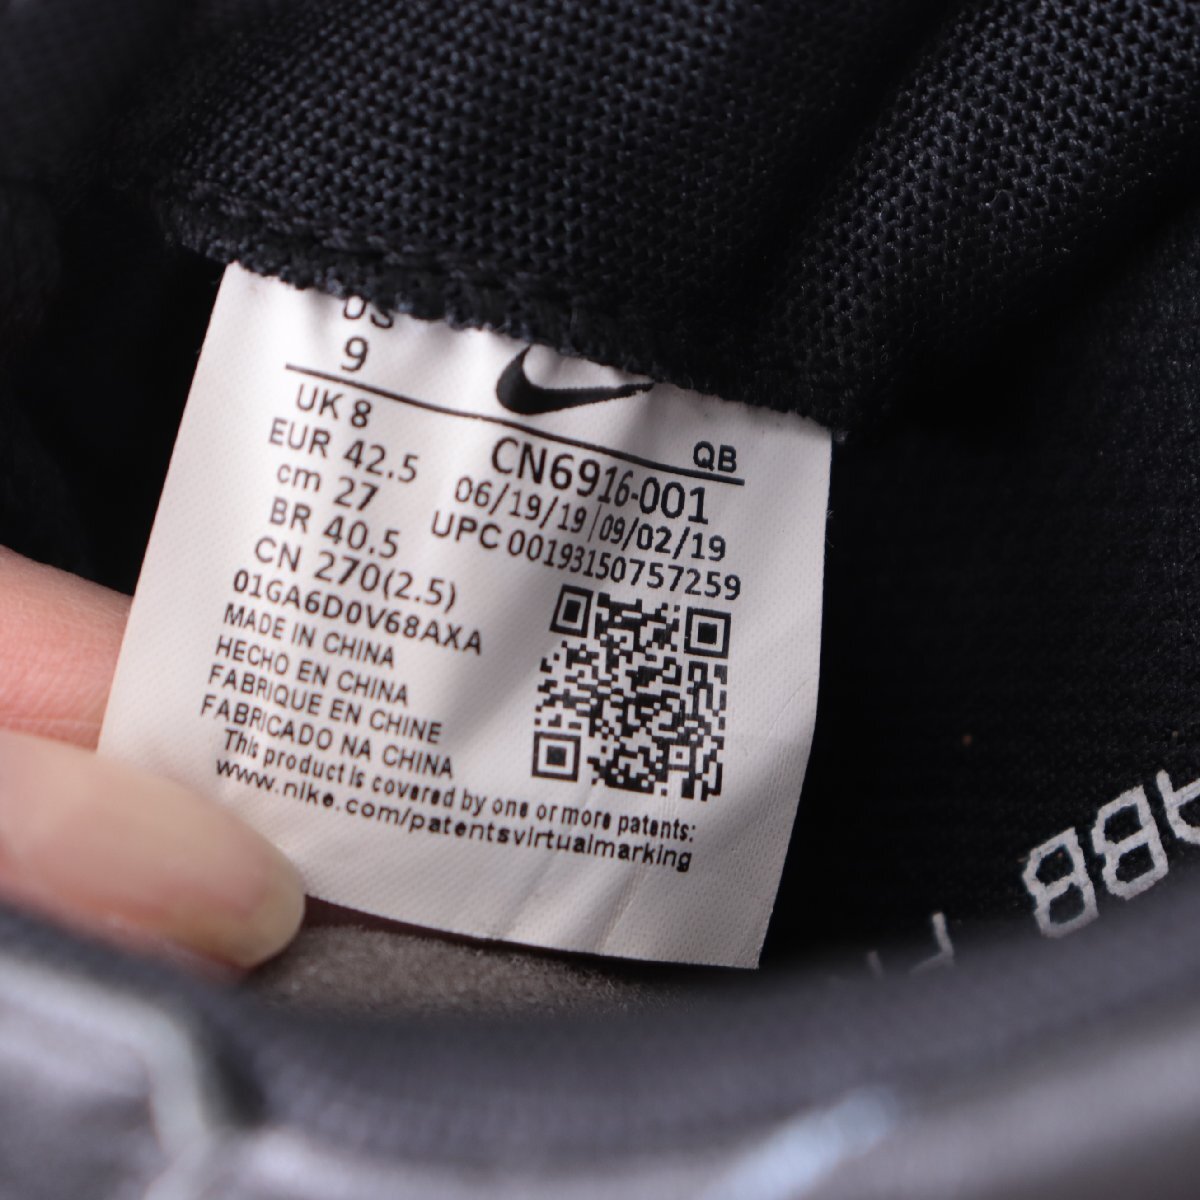 US
9
UK 8
EUR 42.5
cm 27
BR 40.5
CN 270(2.5)
QB
CN6916-001
06/19/19 | 09/02/19
UPC 00193150757259
01GA6D0V68AXA
MADE IN CHINA
HECHO EN CHINA
FABRIQUE EN CHINE
FABRICADO NA CHINA
This product is covered by one or more patents:
www.nike.com/patentsvirtualmarking